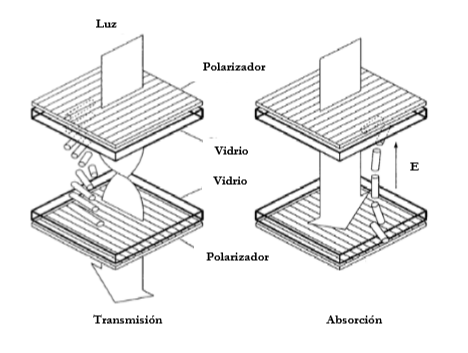 Luz
Polarizador
Vidrio
Vidrio
E
Polarizador
Transmisión
Absorción